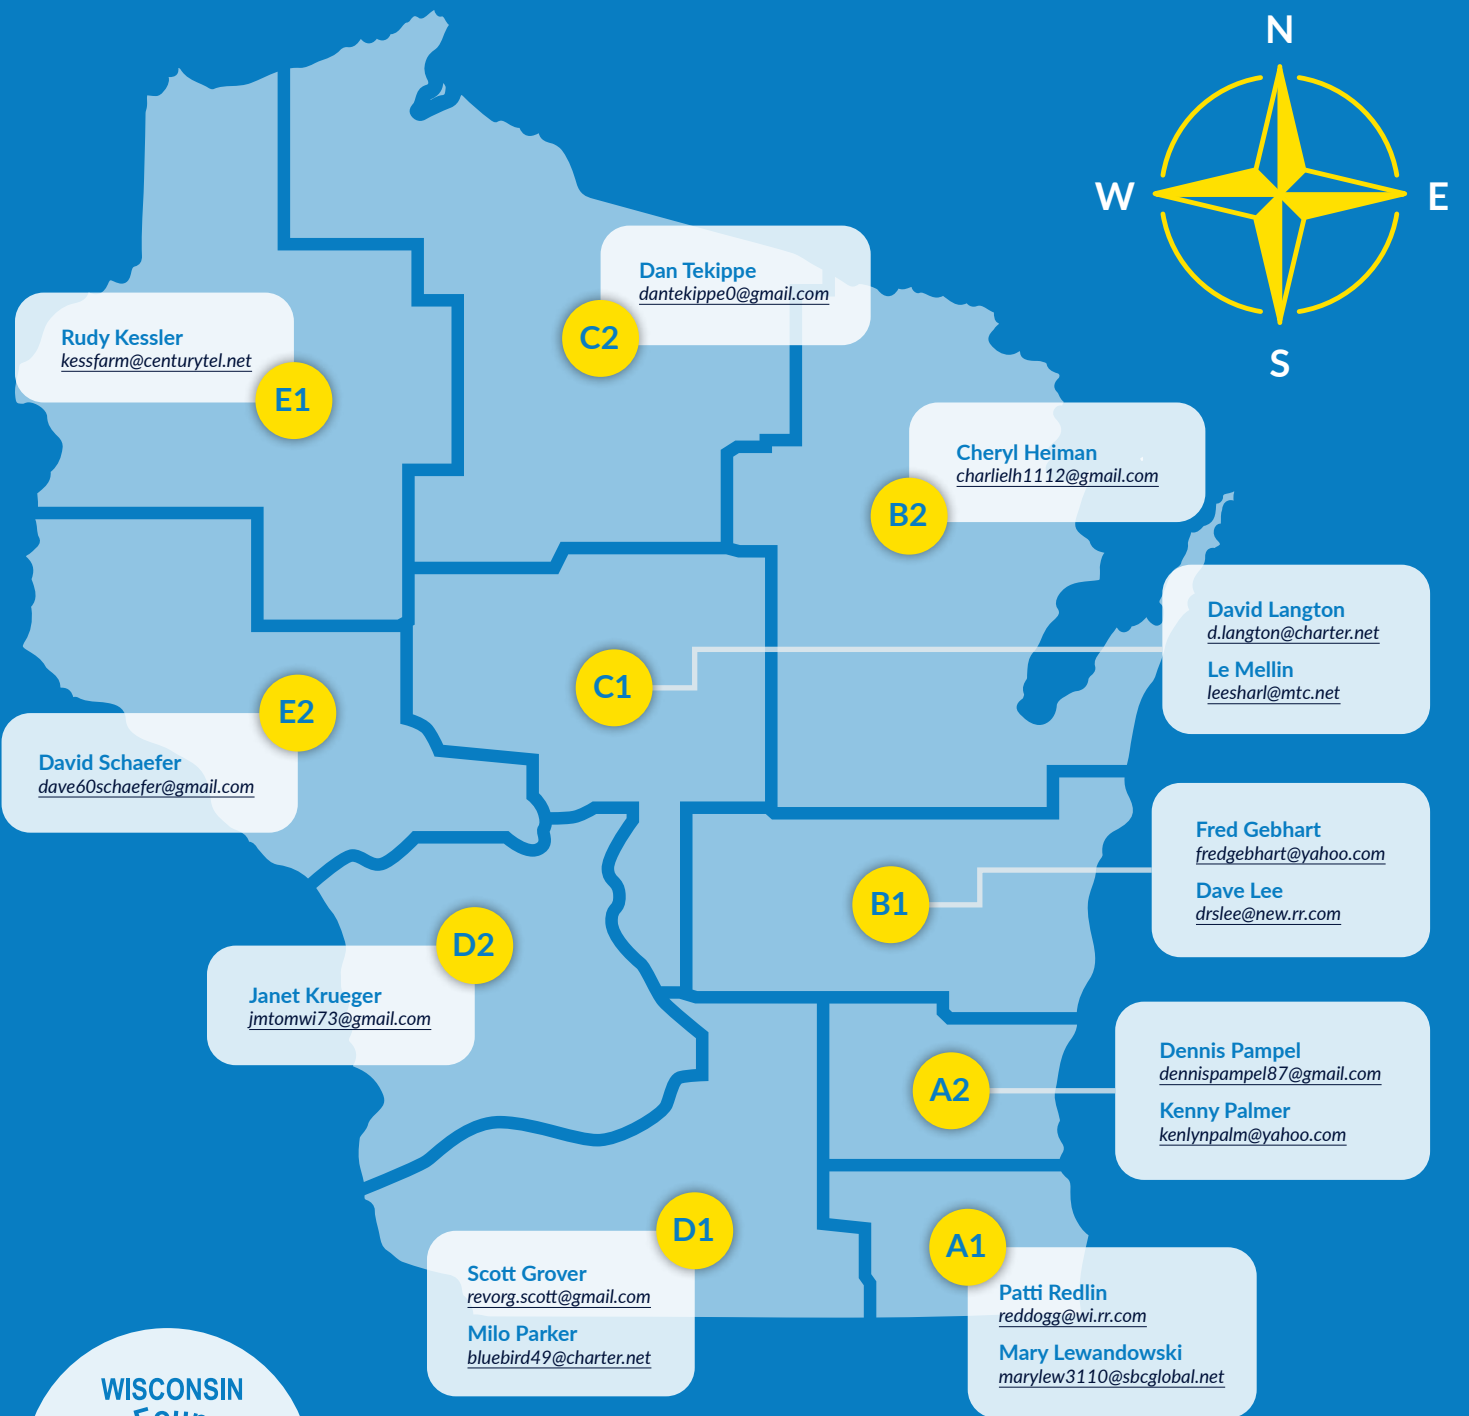 N
W
E
S
Dan Tekippe
dantekippe0@gmail.com
C2
Rudy Kessler
kessfarm@centurytel.net
E1
Cheryl Heiman
charlielh1112@gmail.com
B2
David Langton
d.langton@charter.net
Le Mellin
leesharl@mtc.net
C1
E2
David Schaefer
dave60schaefer@gmail.com
Fred Gebhart
fredgebhart@yahoo.com
Dave Lee
drslee@new.rr.com
B1
D2
Janet Krueger
jmtomwi73@gmail.com
Dennis Pampel
dennispampel87@gmail.com
Kenny Palmer
kenlynpalm@yahoo.com
A2
D1
Scott Grover
revorg.scott@gmail.com
Milo Parker
bluebird49@charter.net
A1
Patti Redlin
reddogg@wi.rr.com
Mary Lewandowski
marylew3110@sbcglobal.net
WISCONSIN